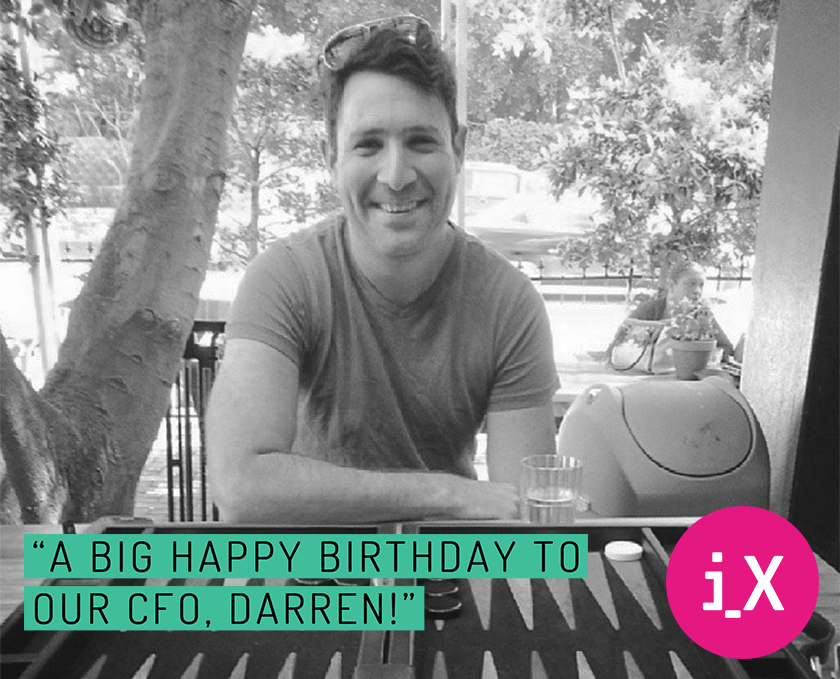 “A BIG HAPPY BIRTHDAY TO
OUR CFO, DARREN!”
i_X